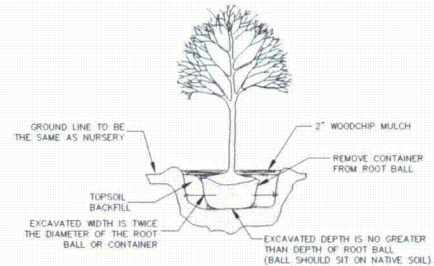 GROUND LINE TO BE
THE SAME AS NURSERY
2" WOODCHIP MULCH
REMOVE CONTAINER
FROM ROOT BALL
TOPSOIL
BACKFILL
EXCAVATED WIDTH IS TWICE
THE DIAMETER OF THE ROOT
BALL OR CONTAINER
EXCAVATED DEPTH IS NO GREATER
THAN DEPTH OF ROOT BALL
(BALL SHOULD SIT ON NATIVE SOIL)